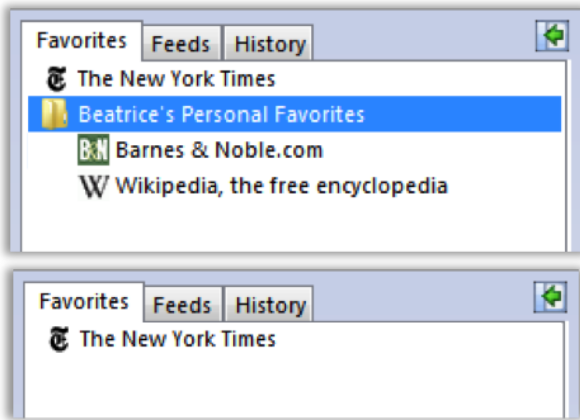 Favorites Feeds History
The New York Times
Beatrice's Personal Favorites
B&N Barnes & Noble.com
W Wikipedia, the free encyclopedia
Favorites Feeds History
The New York Times